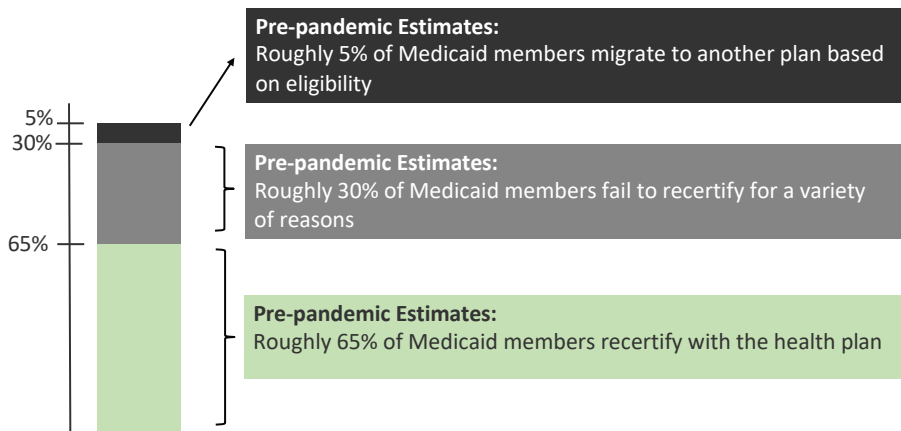 Pre-pandemic Estimates:
Roughly 5% of Medicaid members migrate to another plan based
on eligibility
5%
30%
Pre-pandemic Estimates:
Roughly 30% of Medicaid members fail to recertify for a variety
of reasons
65%
Pre-pandemic Estimates:
Roughly 65% of Medicaid members recertify with the health plan